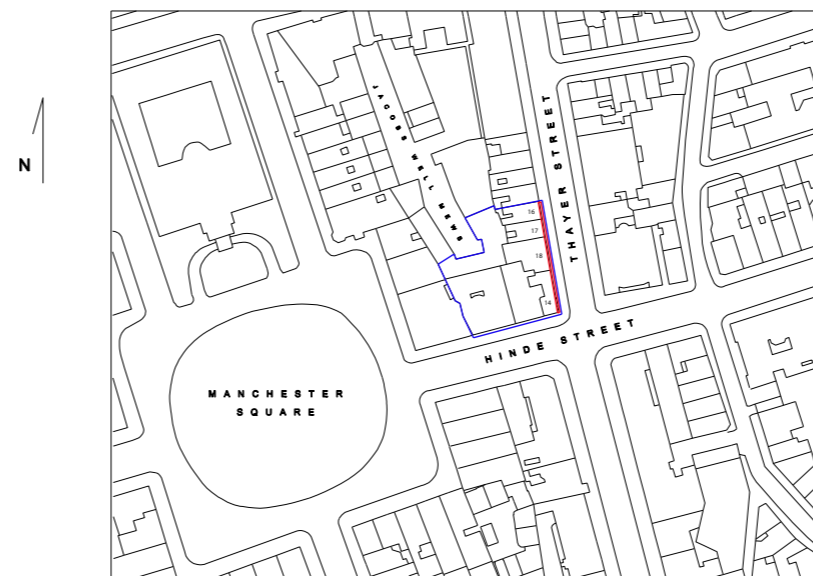 N
JACOBS WELL MEWS
THAYER STREET
16
17
18
14
HINDE STREET
MANCHESTER
SQUARE